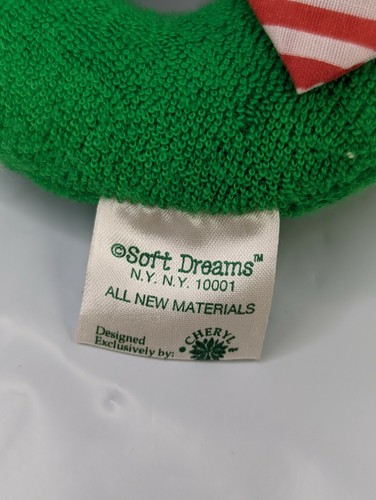 ©Soft Dreams™
N.Y. N.Y. 10001
ALL NEW MATERIALS
Designed
Exclusively by:
CHERYL